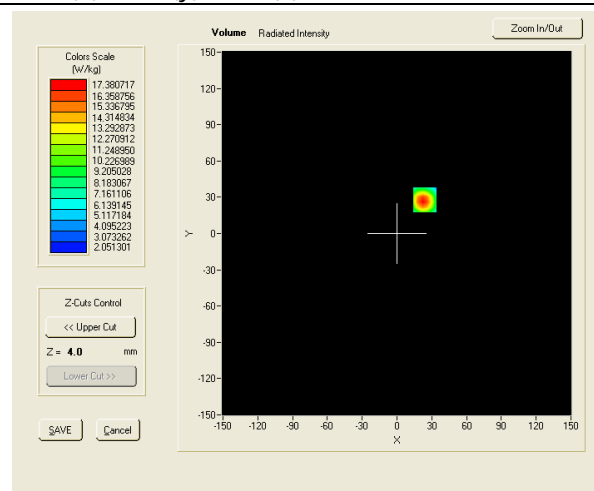 Volume Radiated Intensity
Zoom In/Out
Colors Scale
(W/kg)
17.380717
16.358756
15.336795
14.314834
13.292873
12.270912
11.248950
10.226989
9.205028
8.183067
7.161106
6.139145
5.117184
4.095223
3.073262
2.051301
Z-Cuts Control
<< Upper Cut
Z = 4.0 mm
Lower Cut >>
SAVE Cancel
150
120
90
60
30
0
-30
-60
-90
-120
-150
Y
-150 -120 -90 -60 -30 0 30 60 90 120 150
X